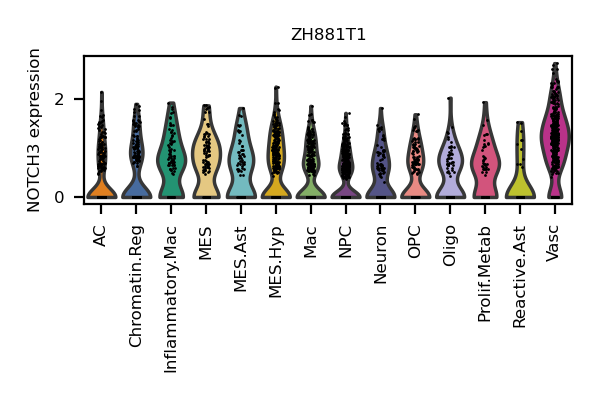 ZH881T1
NOTCH3 expression
2
0
AC
Chromatin.Reg
Inflammatory.Mac
MES
MES.Ast
MES.Hyp
Mac
NPC
Neuron
OPC
Oligo
Prolif.Metab
Reactive.Ast
Vasc